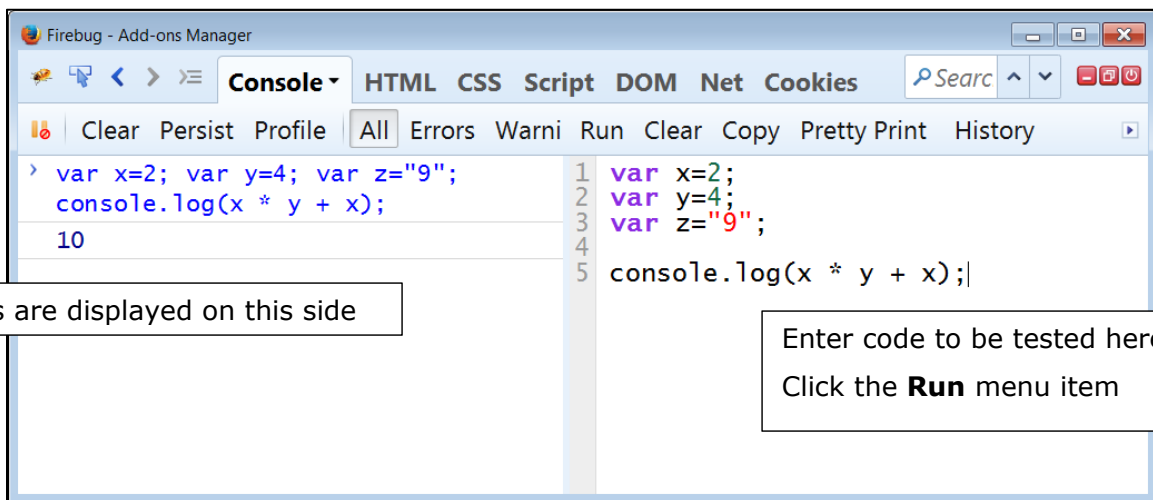 Firebug - Add-ons Manager
Console HTML CSS Script DOM Net Cookies Searc
Clear Persist Profile All Errors Warni Run Clear Copy Pretty Print History
> var x=2; var y=4; var z="9";
console.log(x * y + x);
10
1 var x=2;
2 var y=4;
3 var z="9";
4
5 console.log(x * y + x);
s are displayed on this side
Enter code to be tested here
Click the Run menu item